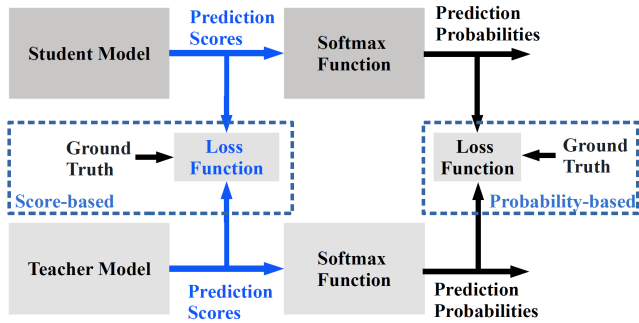 Prediction
Scores
Prediction
Probabilities
Student Model
Softmax
Function
Ground
Truth
Loss
Function
Loss
Function
Ground
Truth
Score-based
Probability-based
Teacher Model
Softmax
Function
Prediction
Scores
Prediction
Probabilities